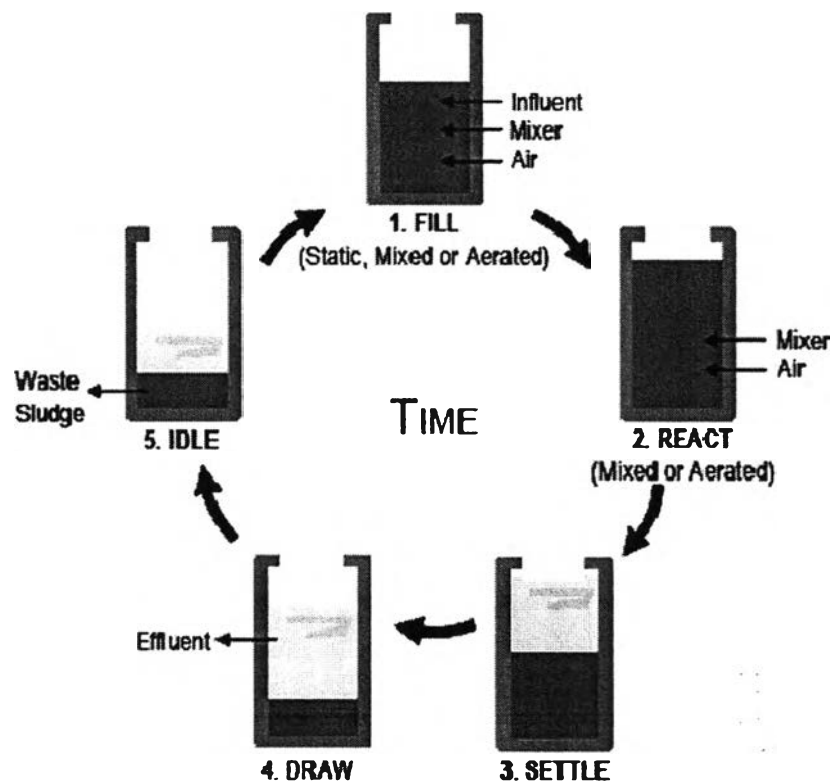 Influent
Mixer
Air
1. FILL
(Static, Mixed or Aerated)
Mixer
Air
2. REACT
(Mixed or Aerated)
TIME
Waste
Sludge
5. IDLE
Effluent
4. DRAW
3. SETTLE